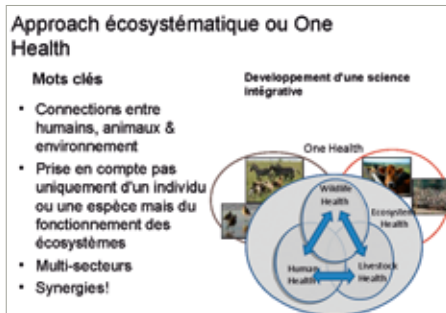 Approach écosystématique ou One
Health
Mots clés
• Connections entre
humains, animaux &
environnement
• Prise en compte pas
uniquement d'un individu
ou une espèce mais du
fonctionnement des
écosystèmes
• Multi-secteurs
• Synergies!
Developpement d'une science
intégrative
One Health
Wildlife
Health
Ecosystem
Health
Human
Health
Livestock
Health